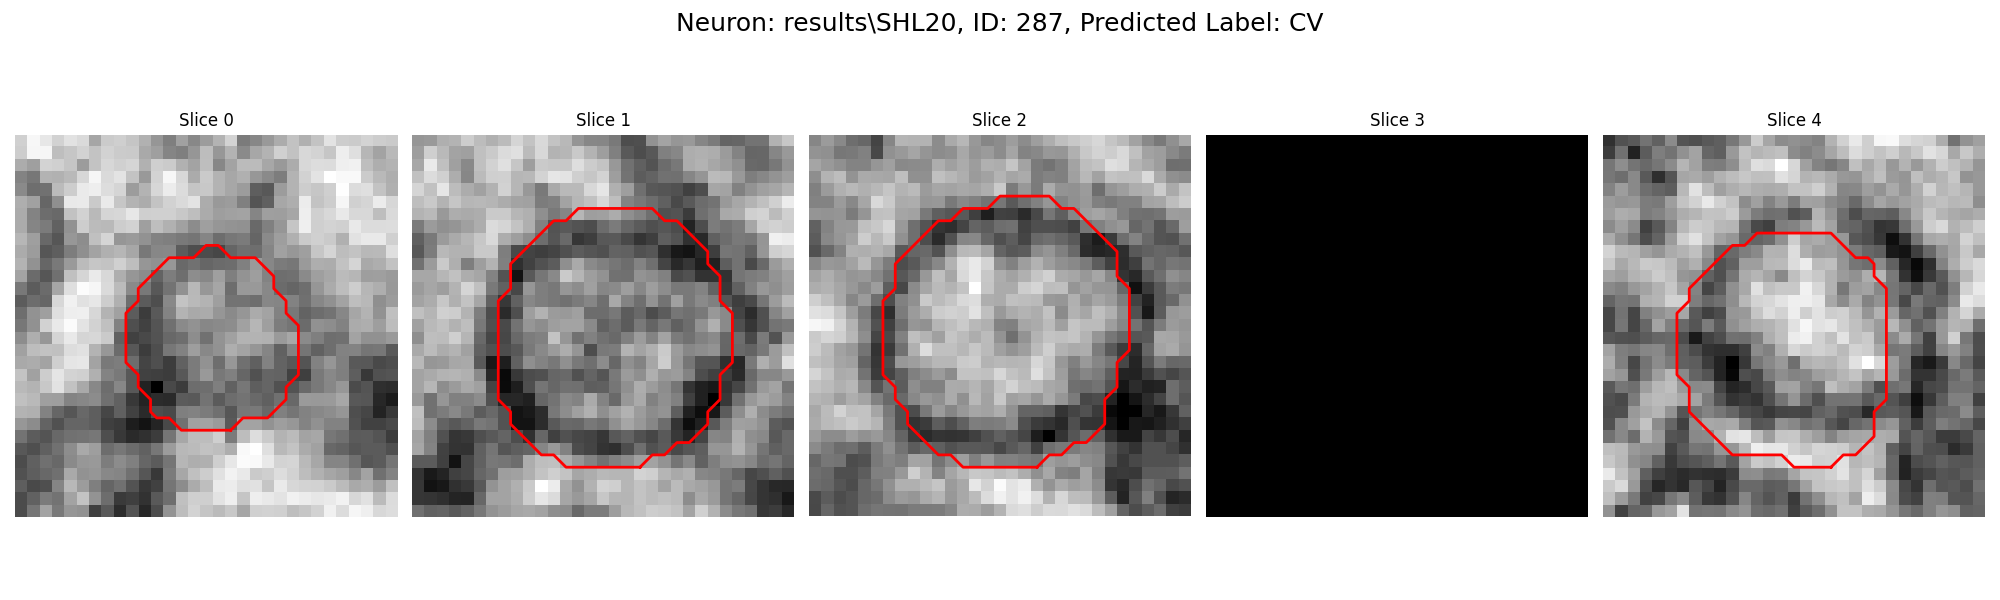 Neuron: results\SHL20, ID: 287, Predicted Label: CV
Slice 0
Slice 1
Slice 2
Slice 3
Slice 4